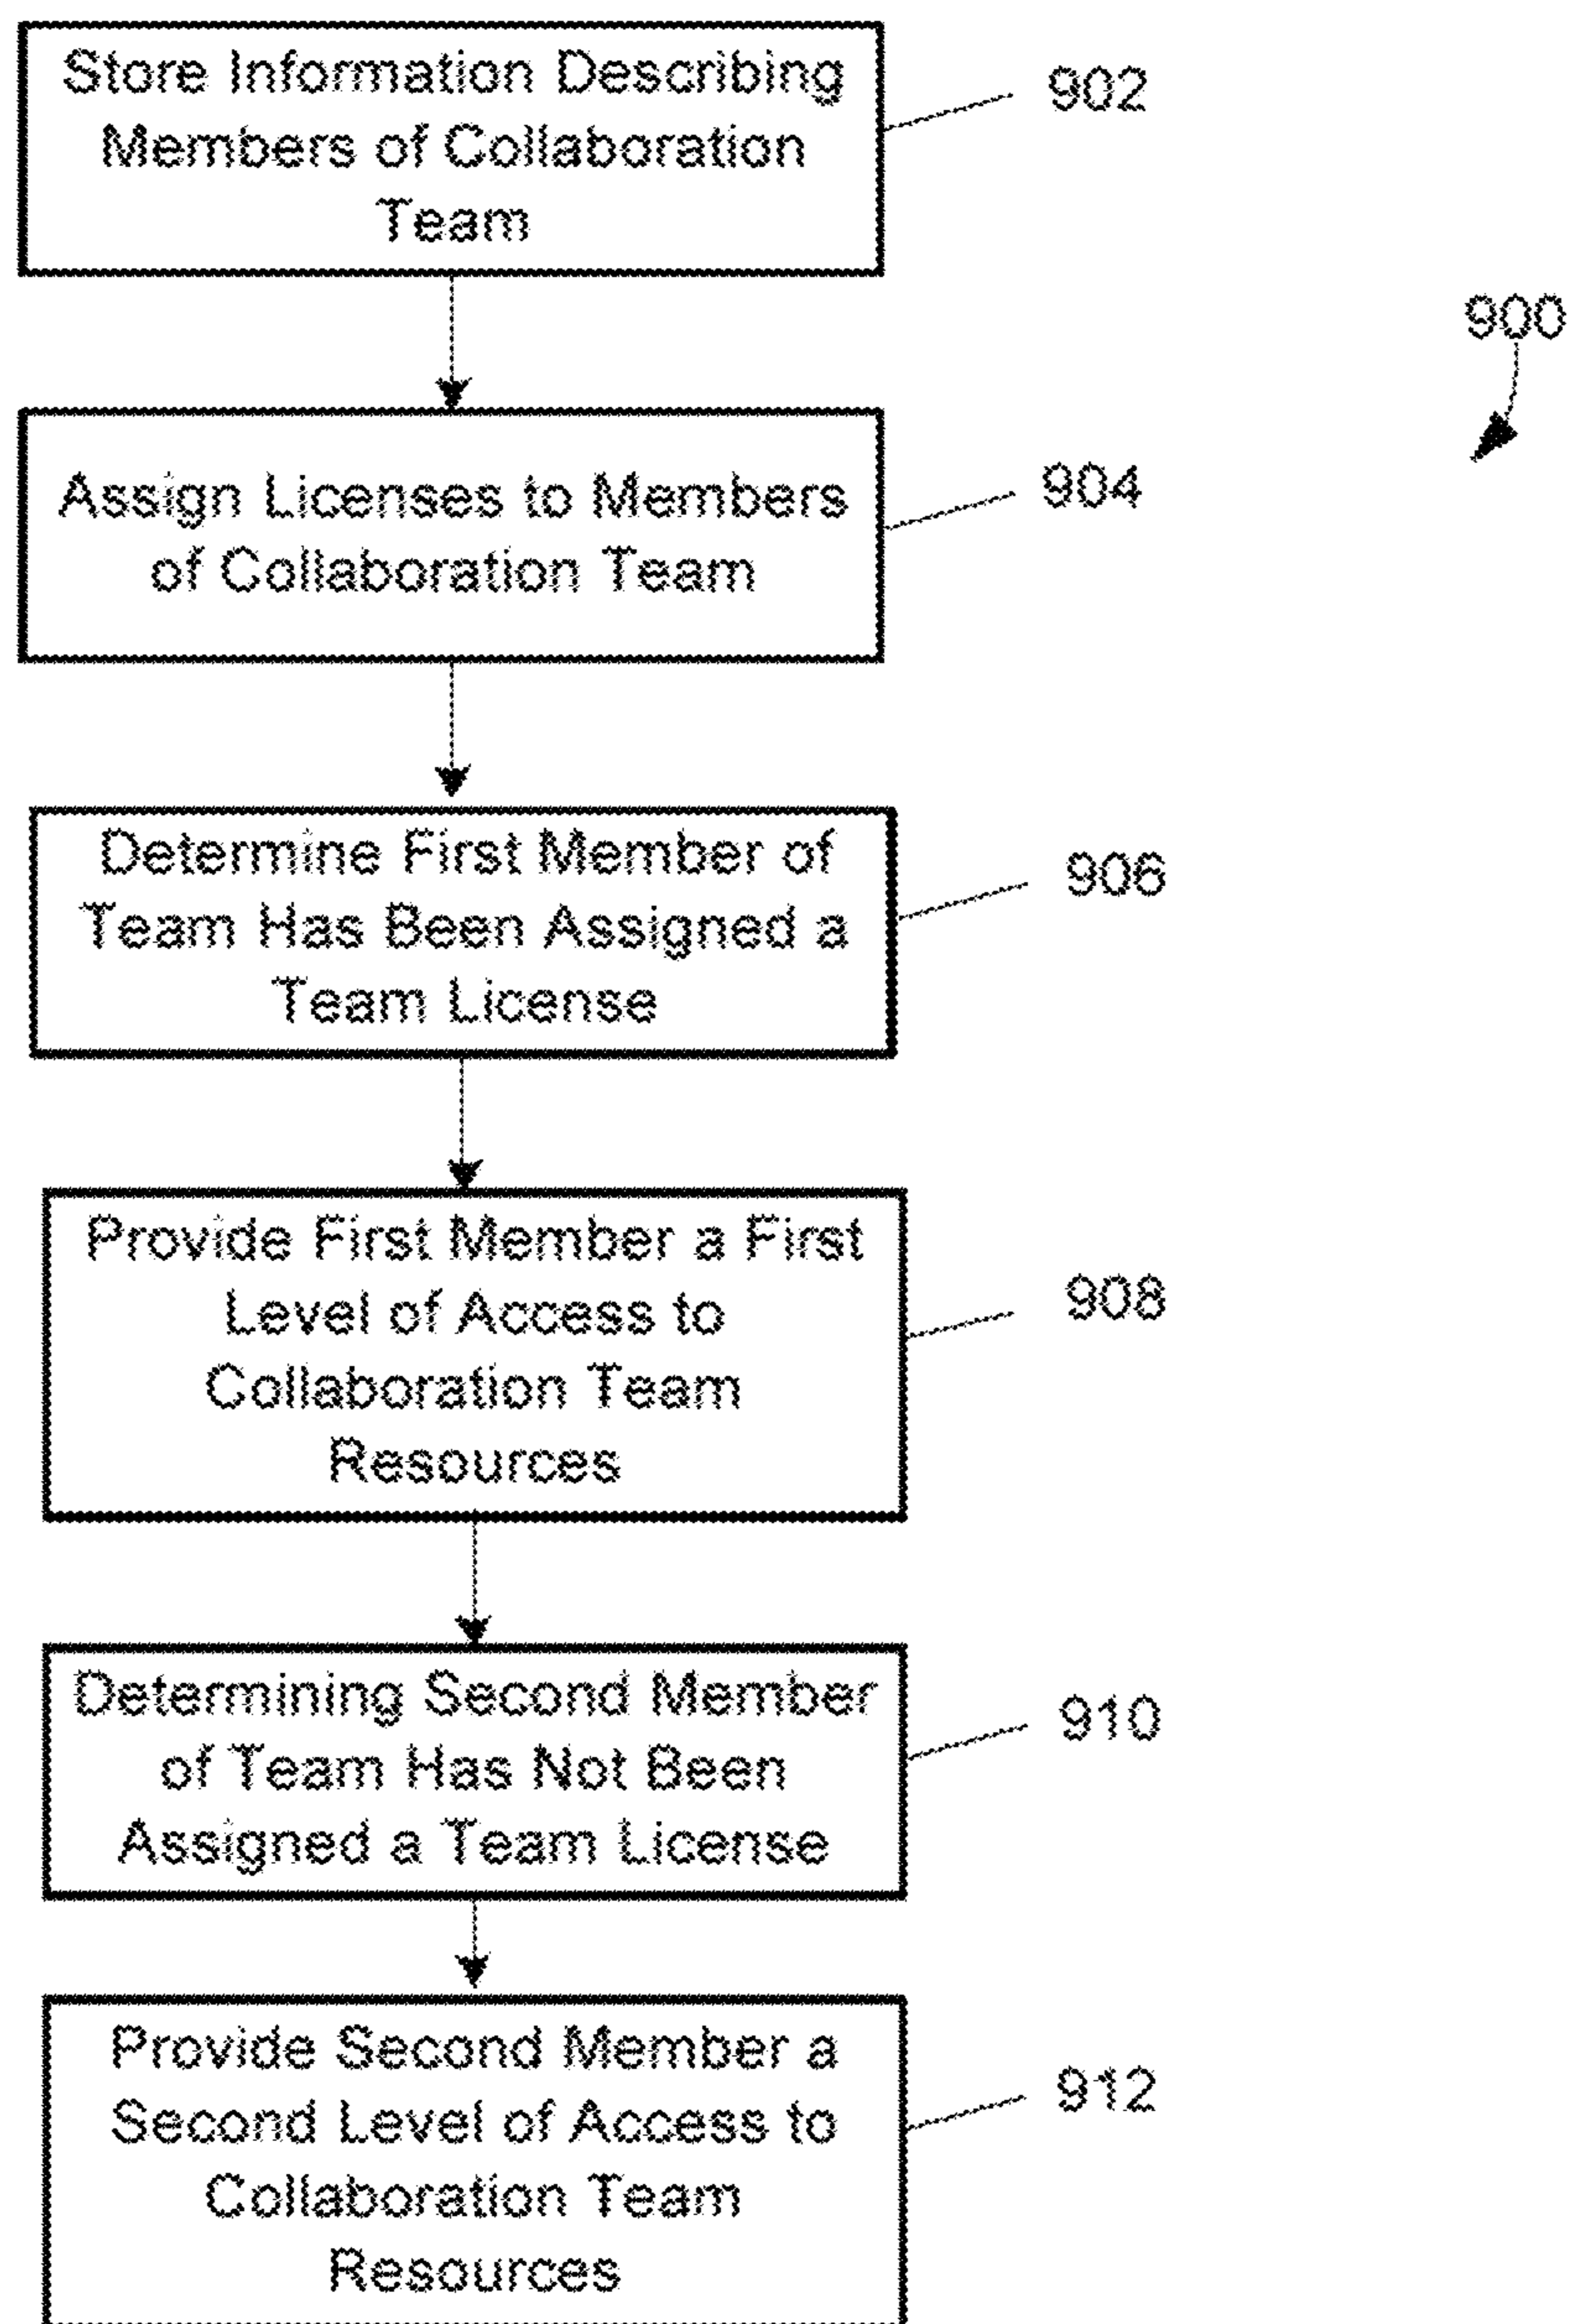 Store Information Describing
Members of Collaboration
Team
902
900
Assign Licenses to Members
of Collaboration Team
904
Determine First Member of
Team Has Been Assigned a
Team License
906
Provide First Member a First
Level of Access to
Collaboration Team
Resources
908
Determining Second Member
of Team Has Not Been
Assigned a Team License
910
Provide Second Member a
Second Level of Access to
Collaboration Team
Resources
912